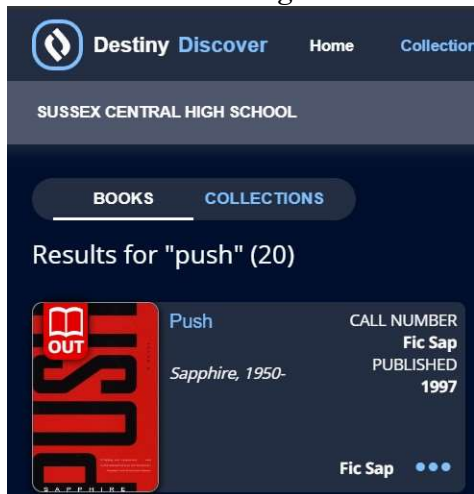 Destiny Discover Home Collection
SUSSEX CENTRAL HIGH SCHOOL
BOOKS COLLECTIONS
Results for "push" (20)
OUT
PUSH
SAPPHIRE
Push
Sapphire, 1950-
CALL NUMBER
Fic Sap
PUBLISHED
1997
Fic Sap